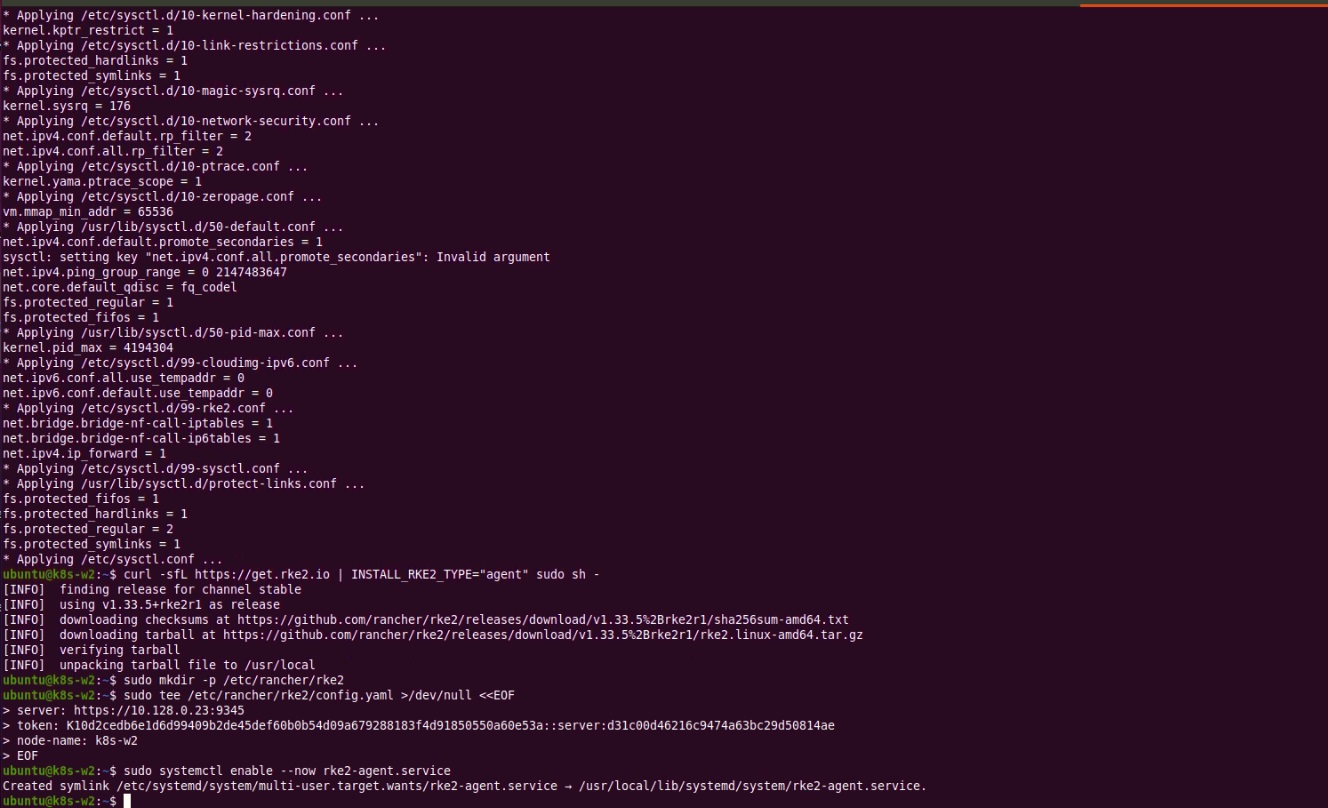 * Applying /etc/sysctl.d/10-kernel-hardening.conf ...
kernel.kptr_restrict = 1
* Applying /etc/sysctl.d/10-link-restrictions.conf ...
fs.protected_hardlinks = 1
fs.protected_symlinks = 1
* Applying /etc/sysctl.d/10-magic-sysrq.conf ...
kernel.sysrq = 176
* Applying /etc/sysctl.d/10-network-security.conf ...
net.ipv4.conf.default.rp_filter = 2
net.ipv4.conf.all.rp_filter = 2
* Applying /etc/sysctl.d/10-ptrace.conf ...
kernel.yama.ptrace_scope = 1
* Applying /etc/sysctl.d/10-zeropage.conf ...
vm.mmap_min_addr = 65536
* Applying /usr/lib/sysctl.d/50-default.conf ...
net.ipv4.conf.default.promote_secondaries = 1
sysctl: setting key "net.ipv4.conf.all.promote_secondaries": Invalid argument
net.ipv4.ping_group_range = 0 2147483647
net.core.default_qdisc = fq_codel
fs.protected_regular = 1
fs.protected_fifos = 1
* Applying /usr/lib/sysctl.d/50-pid-max.conf ...
kernel.pid_max = 4194304
* Applying /etc/sysctl.d/99-cloudimg-ipv6.conf ...
net.ipv6.conf.all.use_tempaddr = 0
net.ipv6.conf.default.use_tempaddr = 0
* Applying /etc/sysctl.d/99-rke2.conf ...
net.bridge.bridge-nf-call-iptables = 1
net.bridge.bridge-nf-call-ip6tables = 1
net.ipv4.ip_forward = 1
* Applying /etc/sysctl.d/99-sysctl.conf ...
* Applying /usr/lib/sysctl.d/protect-links.conf ...
fs.protected_fifos = 1
fs.protected_hardlinks = 1
fs.protected_regular = 2
fs.protected_symlinks = 1
* Applying /etc/sysctl.conf ...
ubuntu@k8s-w2:~$ curl -sfL https://get.rke2.io | INSTALL_RKE2_TYPE="agent" sudo sh -
[INFO]  finding release for channel stable
[INFO]  using v1.33.5+rke2r1 as release
[INFO]  downloading checksums at https://github.com/rancher/rke2/releases/download/v1.33.5%2Brke2r1/sha256sum-amd64.txt
[INFO]  downloading tarball at https://github.com/rancher/rke2/releases/download/v1.33.5%2Brke2r1/rke2.linux-amd64.tar.gz
[INFO]  verifying tarball
[INFO]  unpacking tarball file to /usr/local
ubuntu@k8s-w2:~$ sudo mkdir -p /etc/rancher/rke2
ubuntu@k8s-w2:~$ sudo tee /etc/rancher/rke2/config.yaml >/dev/null <<EOF
> server: https://10.128.0.23:9345
> token: K10d2cedb6e1d6d99409b2de45def60b0b54d09a679288183f4d91850550a60e53a::server:d31c00d46216c9474a63bc29d50814ae
> node-name: k8s-w2
> EOF
ubuntu@k8s-w2:~$ sudo systemctl enable --now rke2-agent.service
Created symlink /etc/systemd/system/multi-user.target.wants/rke2-agent.service → /usr/local/lib/systemd/system/rke2-agent.service.
ubuntu@k8s-w2:~$